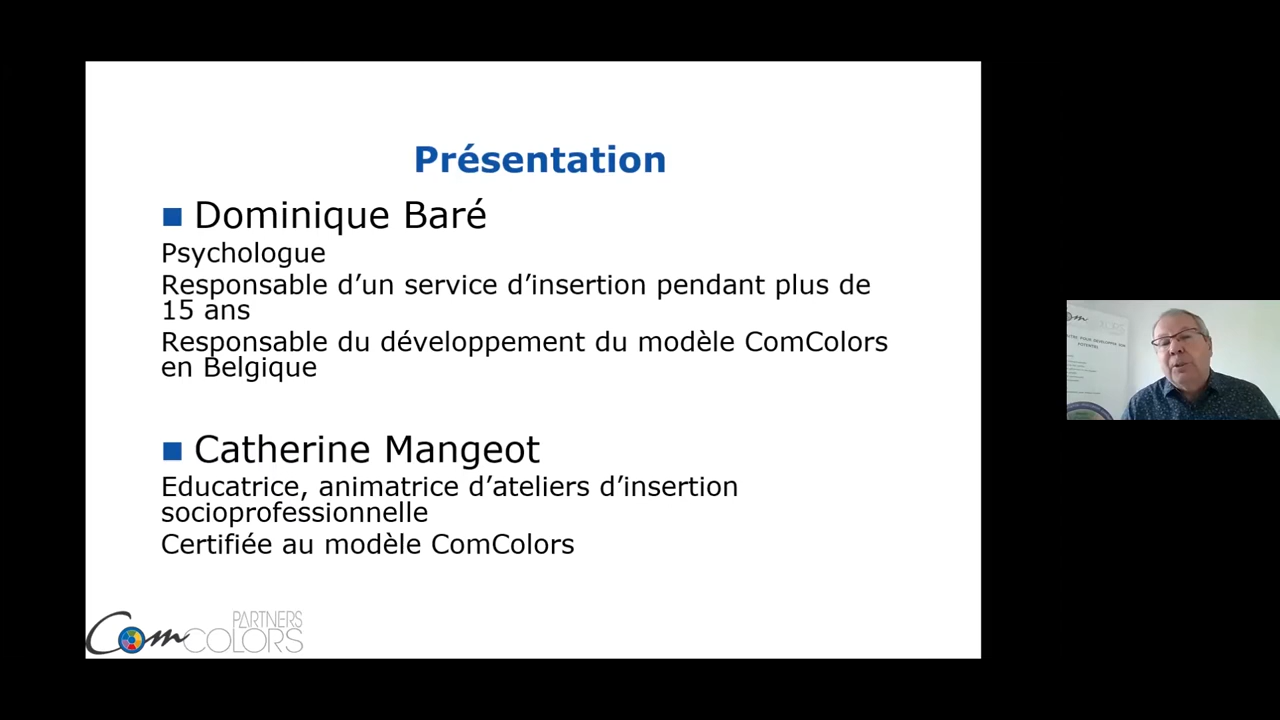 Présentation
Dominique Baré
Psychologue
Responsable d’un service d’insertion pendant plus de
15 ans
Responsable du développement du modèle ComColors
en Belgique
Catherine Mangeot
Educatrice, animatrice d’ateliers d’insertion
socioprofessionnelle
Certifiée au modèle ComColors
PARTNERS
ComCOLORS